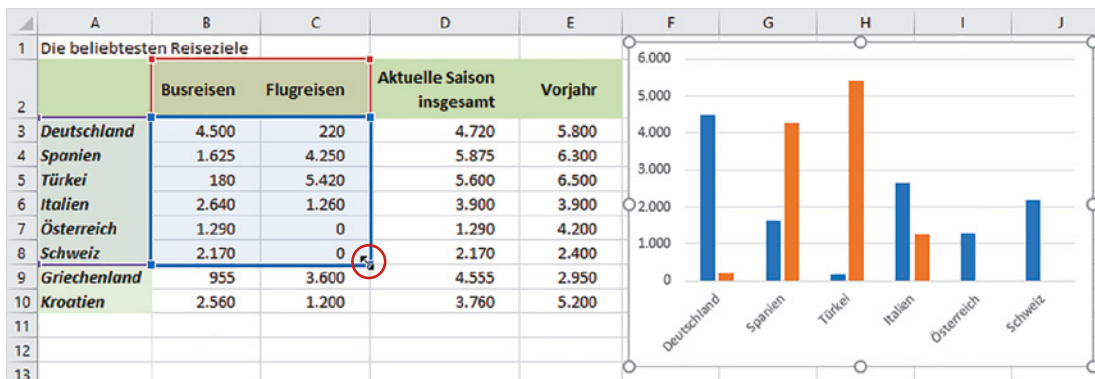 A B C D E F G H I J
1 Die beliebtesten Reiseziele
2 Busreisen Flugreisen Aktuelle Saison insgesamt Vorjahr
3 Deutschland 4.500 220 4.720 5.800
4 Spanien 1.625 4.250 5.875 6.300
5 Türkei 180 5.420 5.600 6.500
6 Italien 2.640 1.260 3.900 3.900
7 Österreich 1.290 0 1.290 4.200
8 Schweiz 2.170 0 2.170 2.400
9 Griechenland 955 3.600 4.555 2.950
10 Kroatien 2.560 1.200 3.760 5.200
11
12
13
6.000
5.000
4.000
3.000
2.000
1.000
0
Deutschland Spanien Türkei Italien Österreich Schweiz